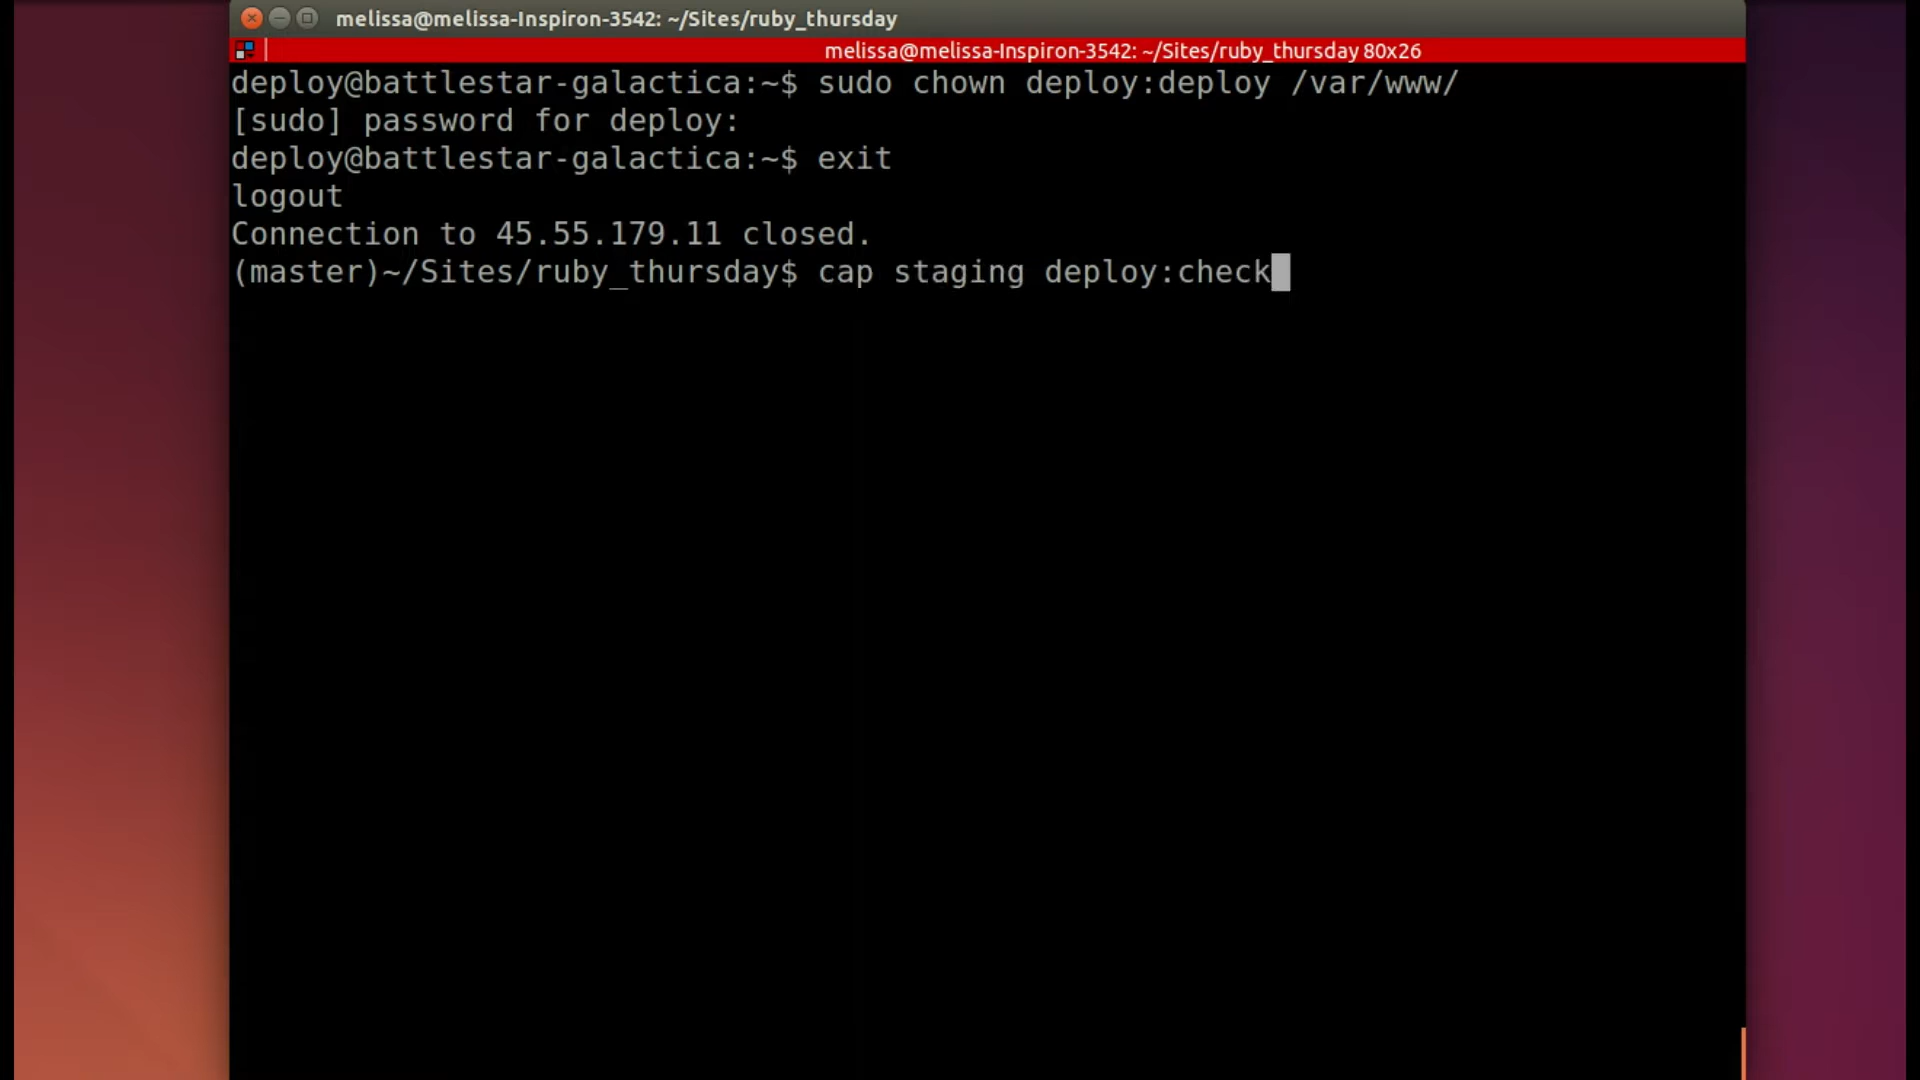 melissa@melissa-Inspiron-3542: ~/Sites/ruby_thursday
melissa@melissa-Inspiron-3542: ~/Sites/ruby_thursday 80x26
deploy@battlestar-galactica:~$ sudo chown deploy:deploy /var/www/
[sudo] password for deploy:
deploy@battlestar-galactica:~$ exit
logout
Connection to 45.55.179.11 closed.
(master)~/Sites/ruby_thursday$ cap staging deploy:check